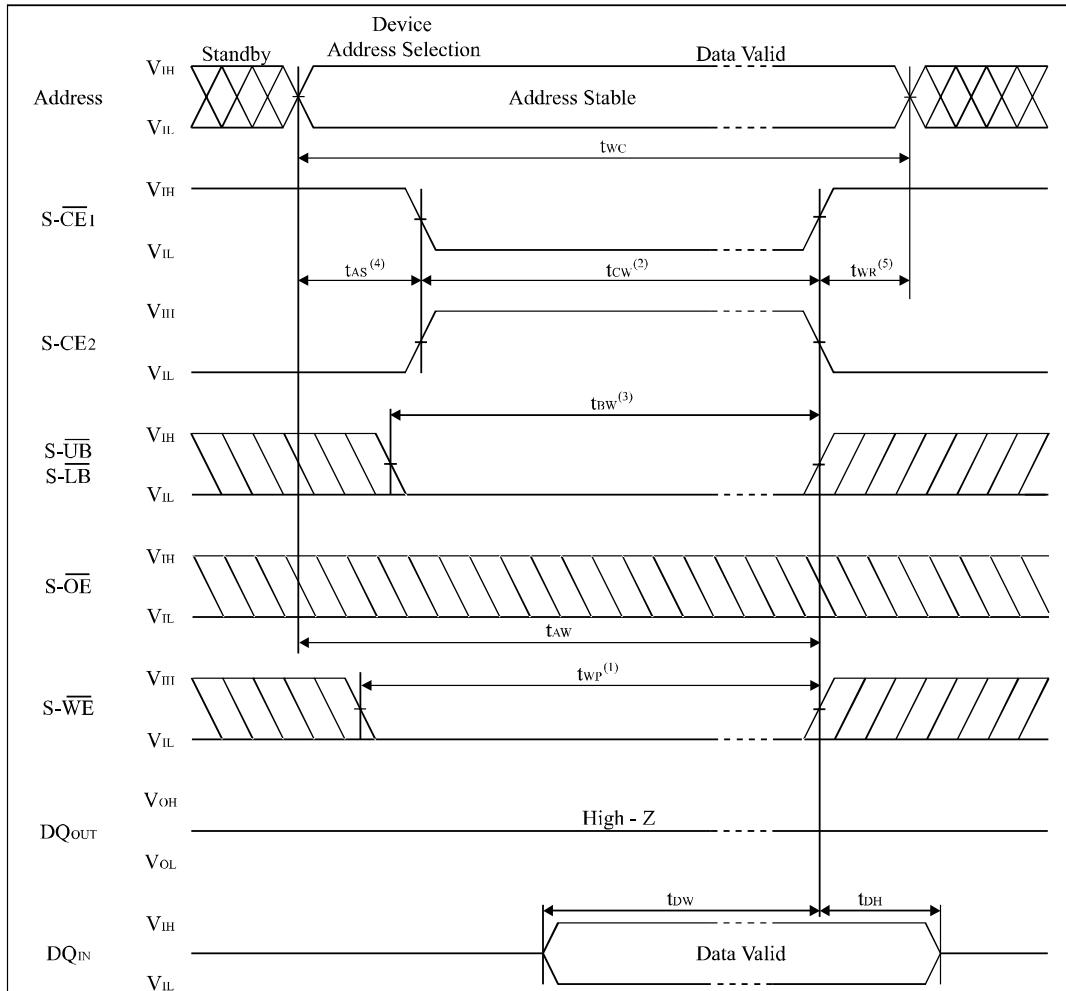 Device
Address Selection
Standby
Data Valid
VIH
Address
Address Stable
VIL
tWC
VIH
S-CE1
VIL
tAS(4)
tCW(2)
tWR(5)
VIII
S-CE2
VIL
tBW(3)
VIH
S-UB
S-LB
VIL
VIH
S-OE
VIL
tAW
VIII
tWP(1)
S-WE
VIL
VOH
High - Z
DQOUT
VOL
tDW
tDH
VIH
DQIN
Data Valid
VIL